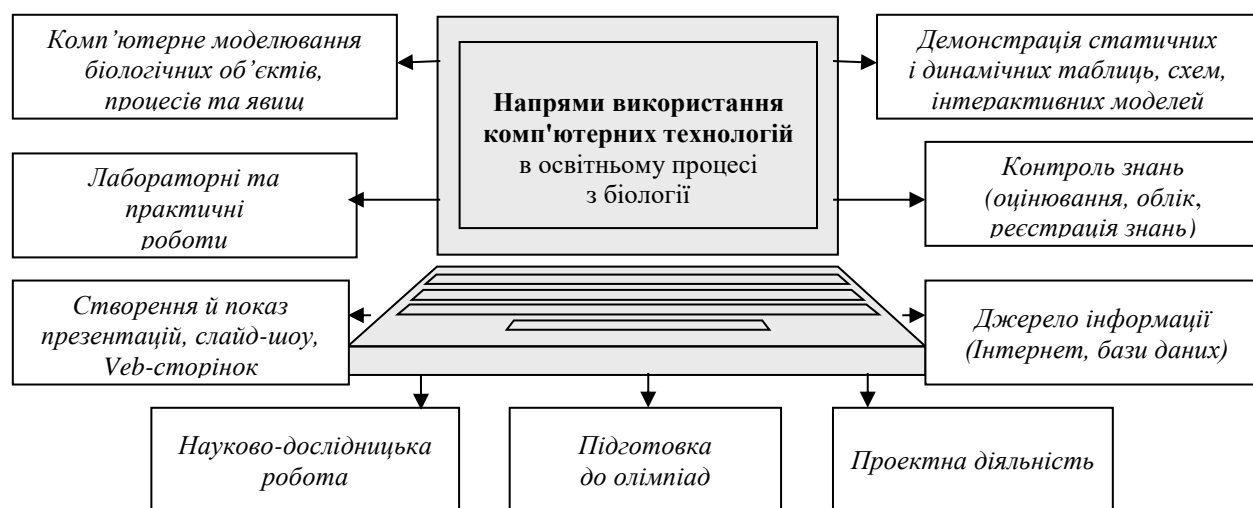 Комп’ютерне моделювання
біологічних об’єктів,
процесів та явищ
Напрями використання
комп'ютерних технологій
в освітньому процесі
з біології
Демонстрація статичних
і динамічних таблиць, схем,
інтерактивних моделей
Лабораторні та
практичні
роботи
Контроль знань
(оцінювання, облік,
реєстрація знань)
Створення й показ
презентацій, слайд-шоу,
Veb-сторінок
Джерело інформації
(Інтернет, бази даних)
Науково-дослідницька
робота
Підготовка
до олімпіад
Проектна діяльність